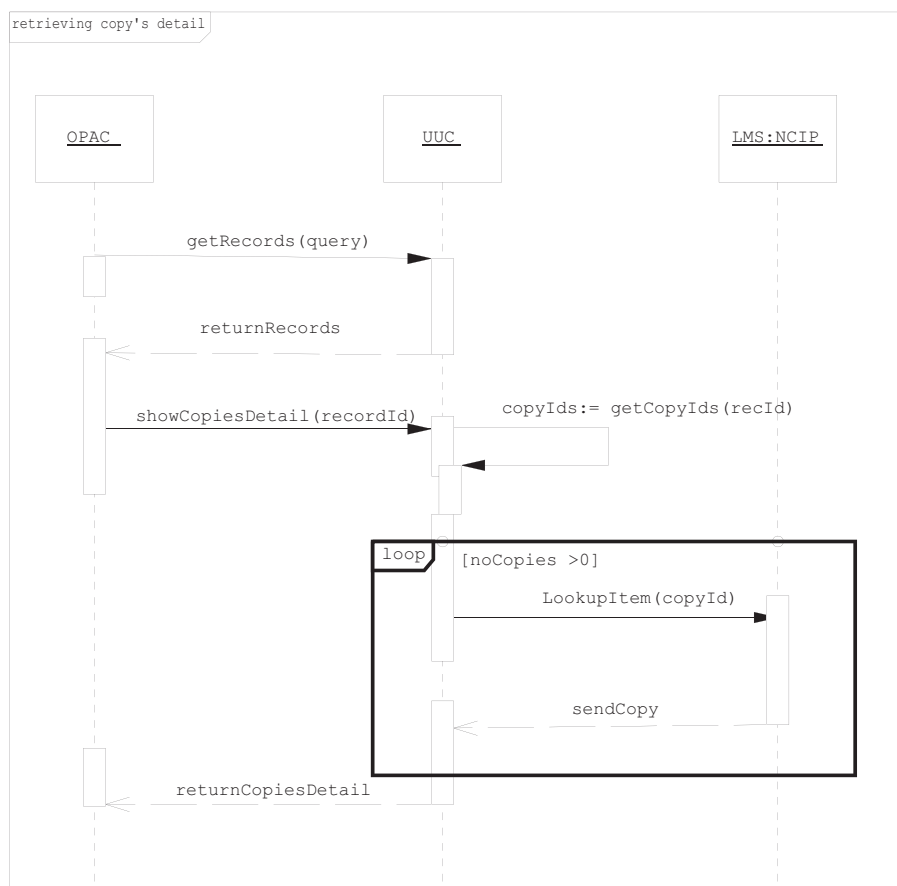 retrieving copy's detail
OPAC
UUC
LMS:NCIP
getRecords(query)
returnRecords
showCopiesDetail(recordId)
copyIds:= getCopyIds(recId)
loop
[noCopies >0]
LookupItem(copyId)
sendCopy
returnCopiesDetail